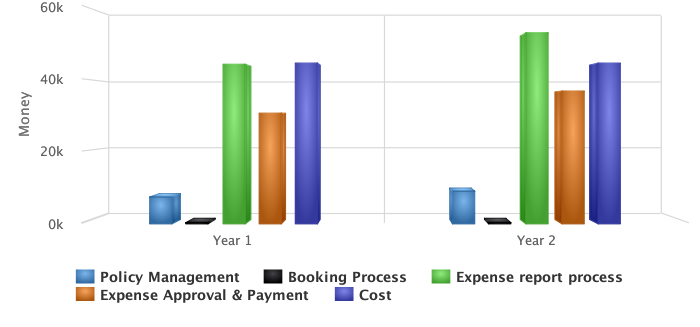 60k
40k
20k
0k
Money
Year 1
Year 2
Policy Management
Booking Process
Expense report process
Expense Approval & Payment
Cost